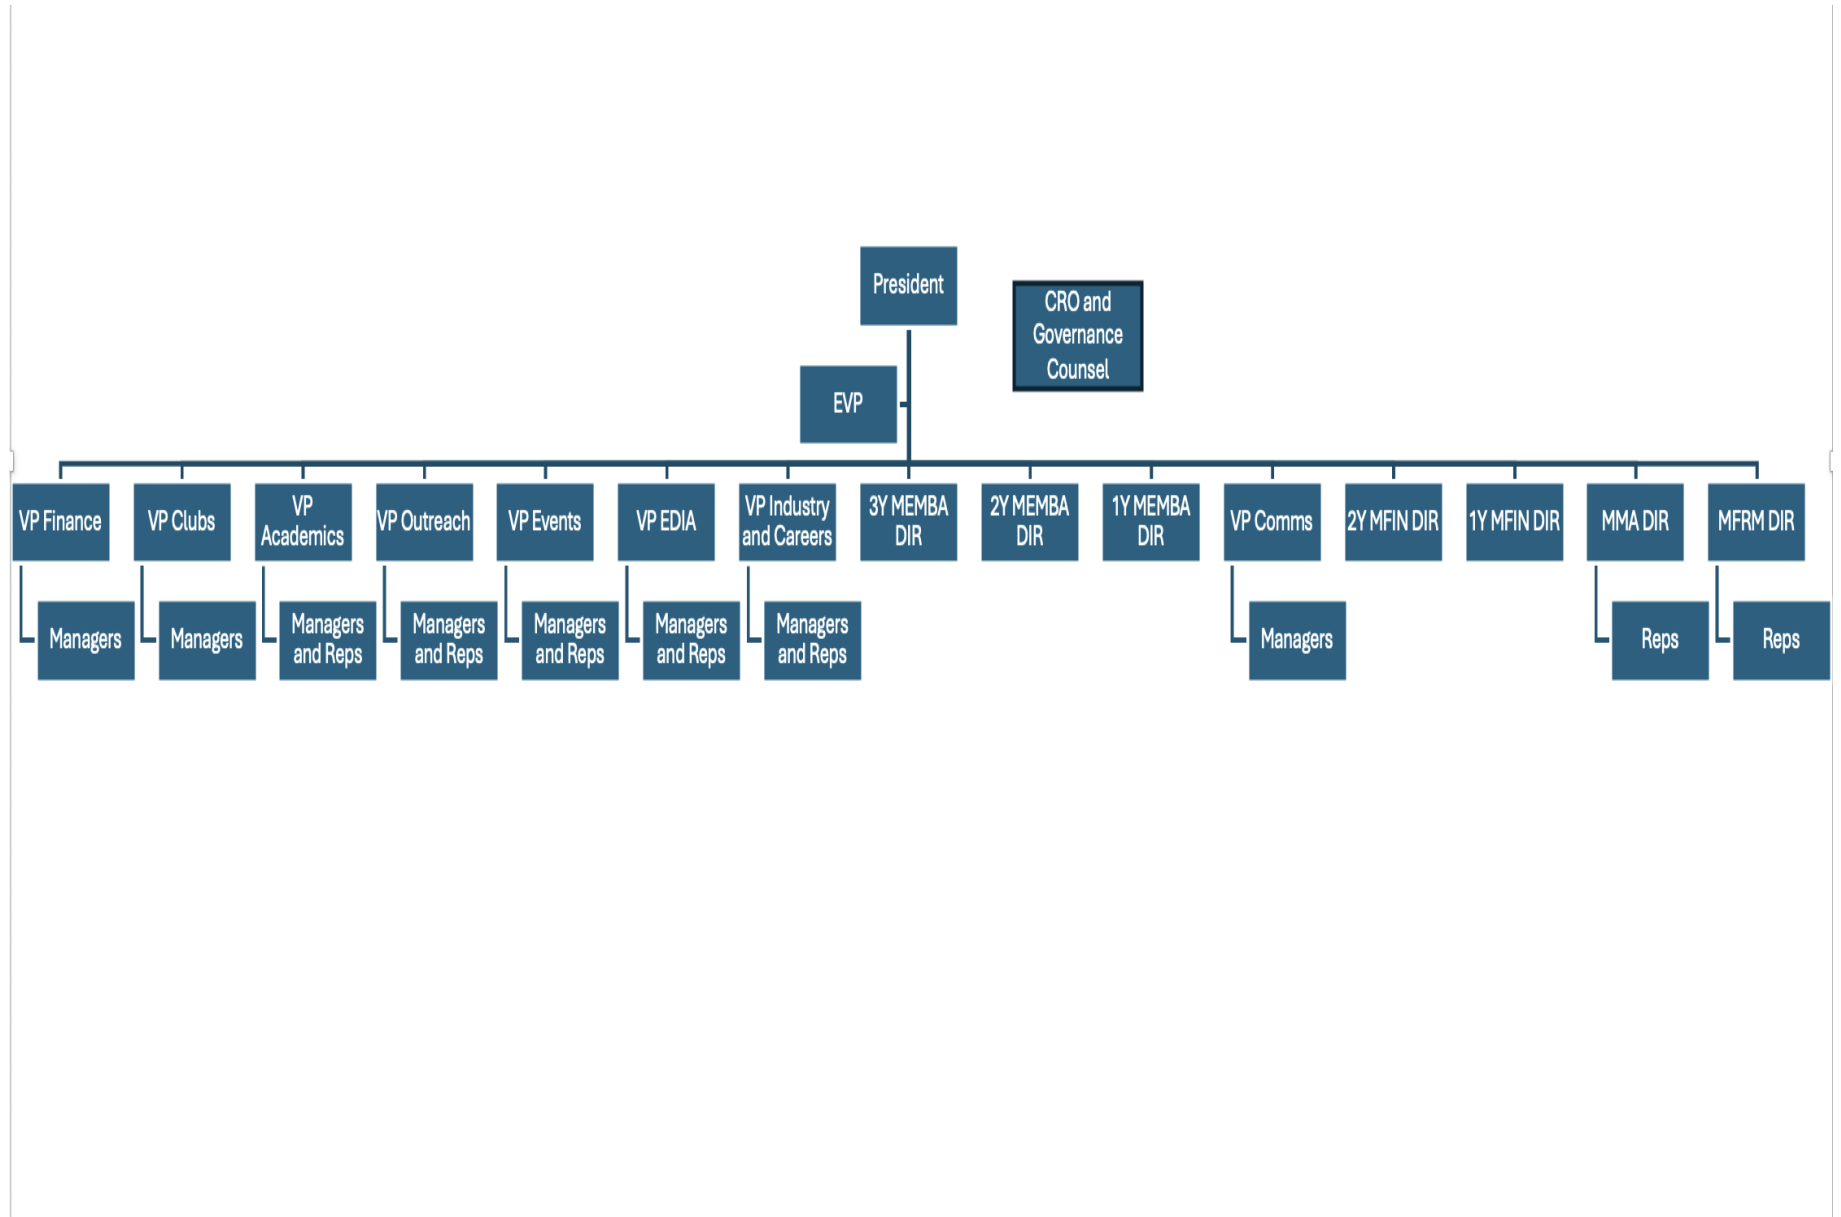 President
CRO and
Governance
Counsel
EVP
VP Finance
VP Clubs
VP
Academics
VP Outreach
VP Events
VP EDIA
VP Industry
and Careers
3Y MEMBA
DIR
2Y MEMBA
DIR
1Y MEMBA
DIR
VP Comms
2Y MFIN DIR
1Y MFIN DIR
MMA DIR
MFRM DIR
Managers
Managers
Managers
and Reps
Managers
and Reps
Managers
and Reps
Managers
and Reps
Managers
and Reps
Managers
Reps
Reps